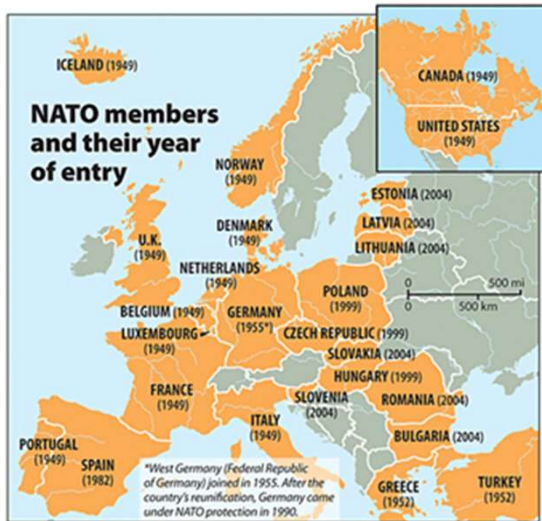 NATO members
and their year
of entry
ICELAND (1949)
CANADA (1949)
UNITED STATES
(1949)
NORWAY
(1949)
ESTONIA (2004)
LATVIA (2004)
LITHUANIA (2004)
DENMARK
(1949)
U.K.
(1949)
NETHERLANDS
(1949)
0 500 mi
0 500 km
POLAND
(1999)
BELGIUM (1949)
GERMANY
(1955*)
LUXEMBOURG
(1949)
CZECH REPUBLIC (1999)
SLOVAKIA (2004)
HUNGARY (1999)
FRANCE
(1949)
SLOVENIA
(2004)
ROMANIA (2004)
ITALY
(1949)
BULGARIA (2004)
PORTUGAL
(1949)
SPAIN
(1982)
GREECE
(1952)
TURKEY
(1952)
*West Germany (Federal Republic
of Germany) joined in 1955. After the
country's reunification, Germany came
under NATO protection in 1990.